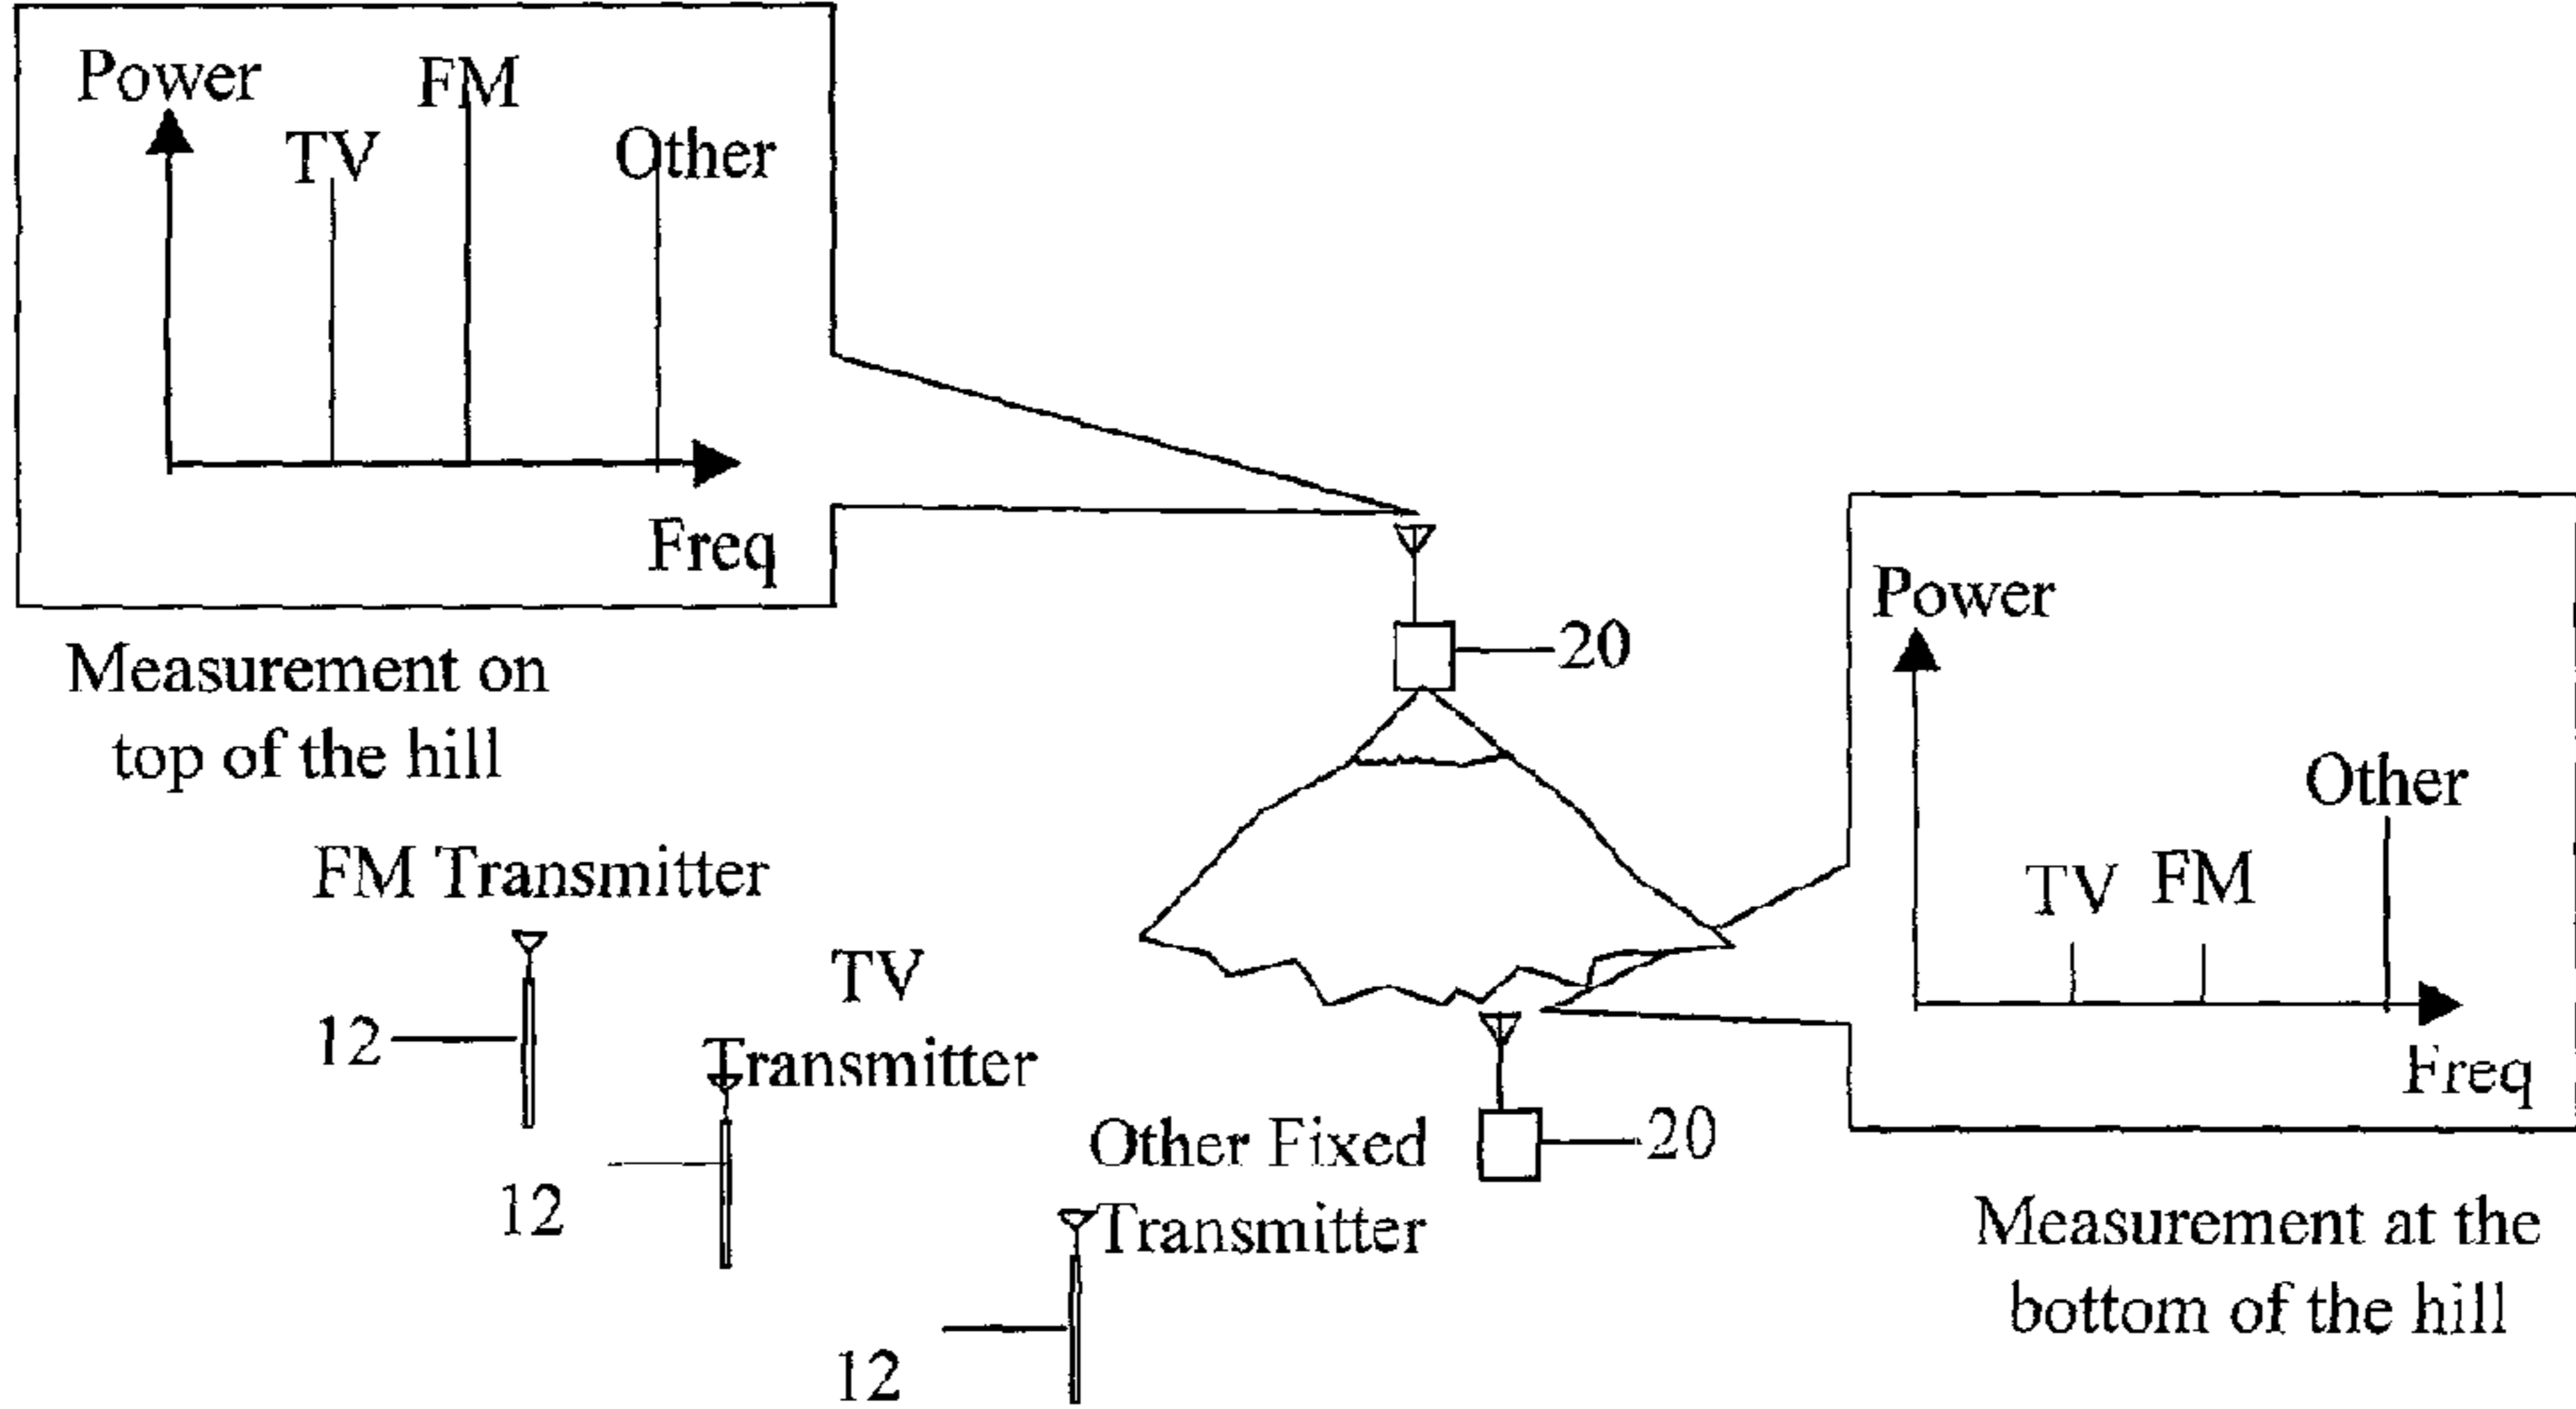 Power
FM
TV
Other
Freq
Measurement on
top of the hill
20
Power
Other
TV FM
Freq
Measurement at the
bottom of the hill
FM Transmitter
12
TV
Transmitter
12
Other Fixed
Transmitter
12
20